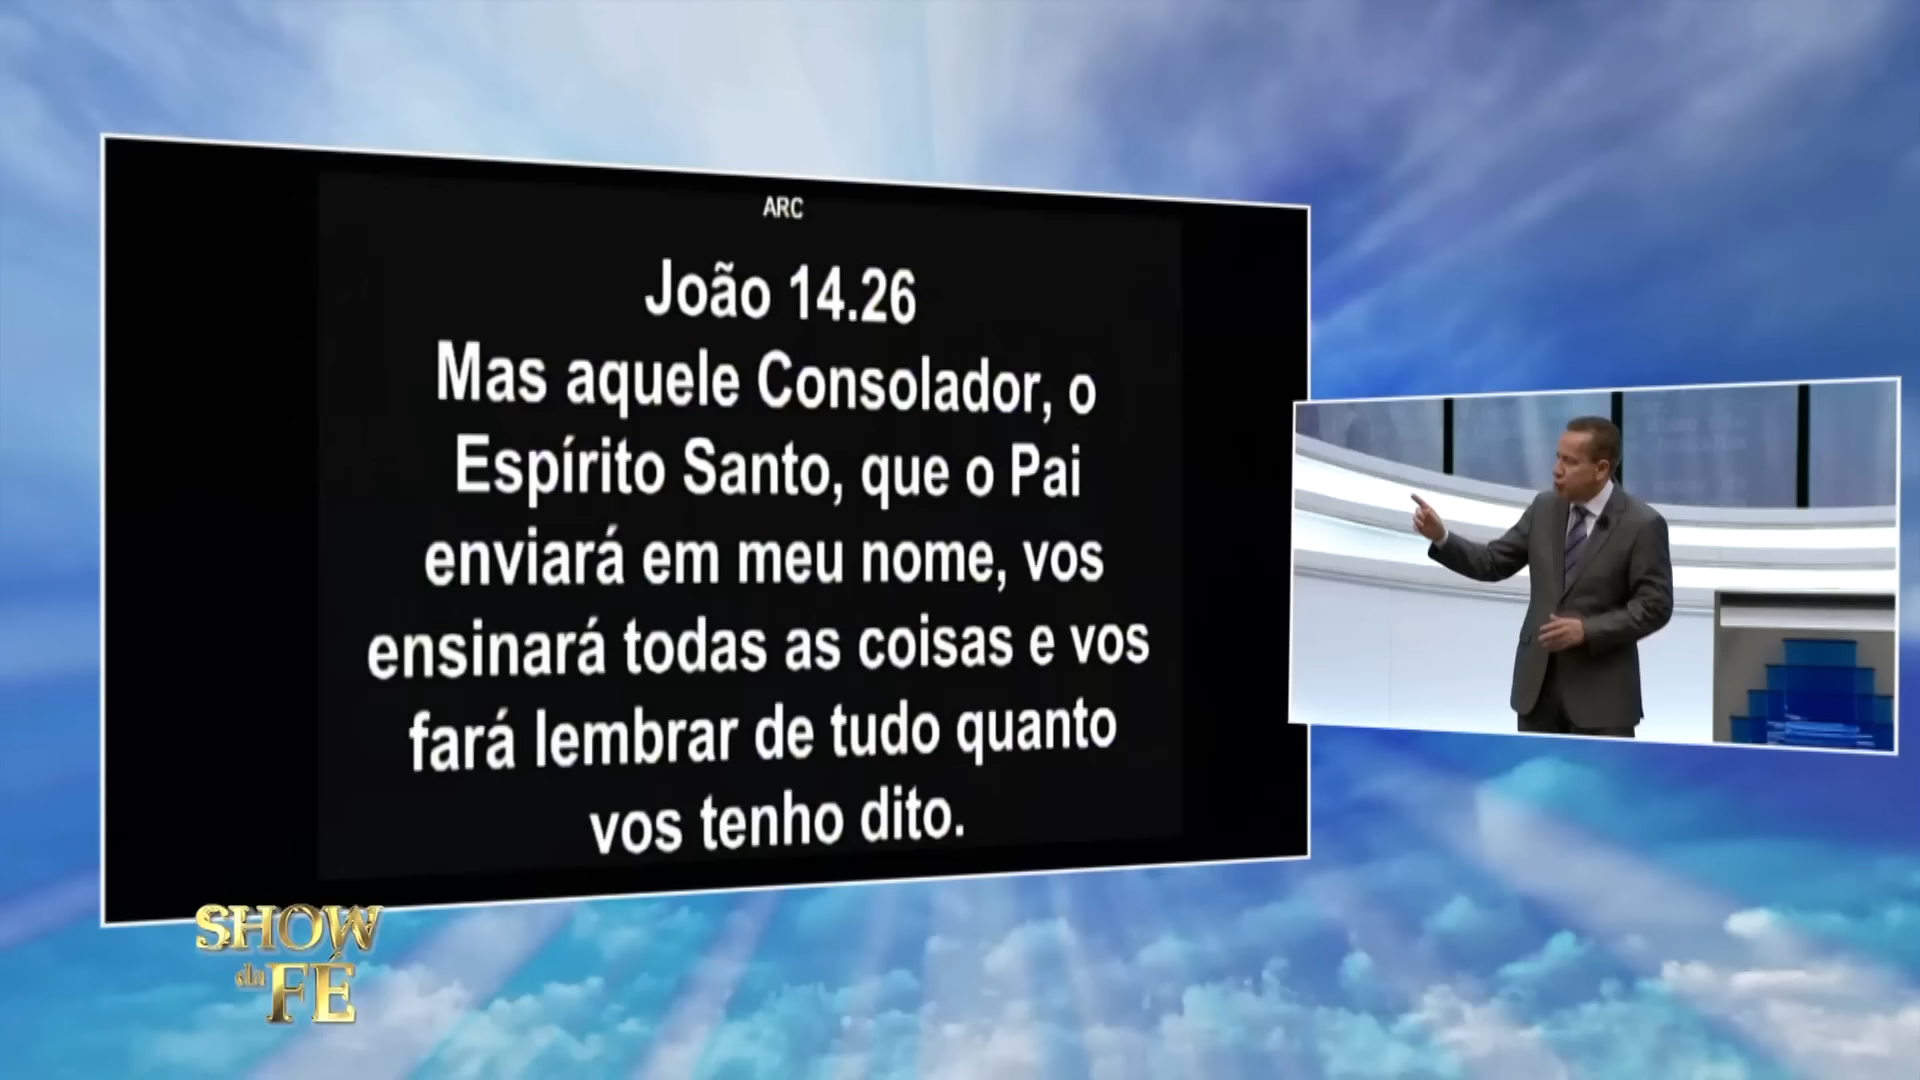 ARC
João 14.26
Mas aquele Consolador, o
Espírito Santo, que o Pai
enviará em meu nome, vos
ensinará todas as coisas e vos
fará lembrar de tudo quanto
vos tenho dito.
SHOW
da FÉ